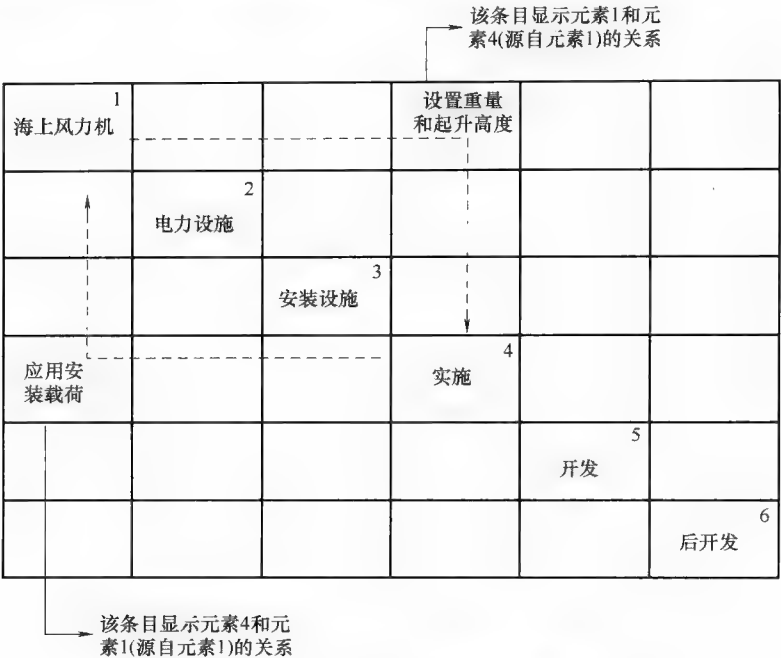 该条目显示元素1和元
素4(源自元素1)的关系
1
海上风力机
设置重量
和起升高度
2
电力设施
3
安装设施
应用安
装载荷
4
实施
5
开发
6
后开发
该条目显示元素4和元
素1(源自元素1)的关系